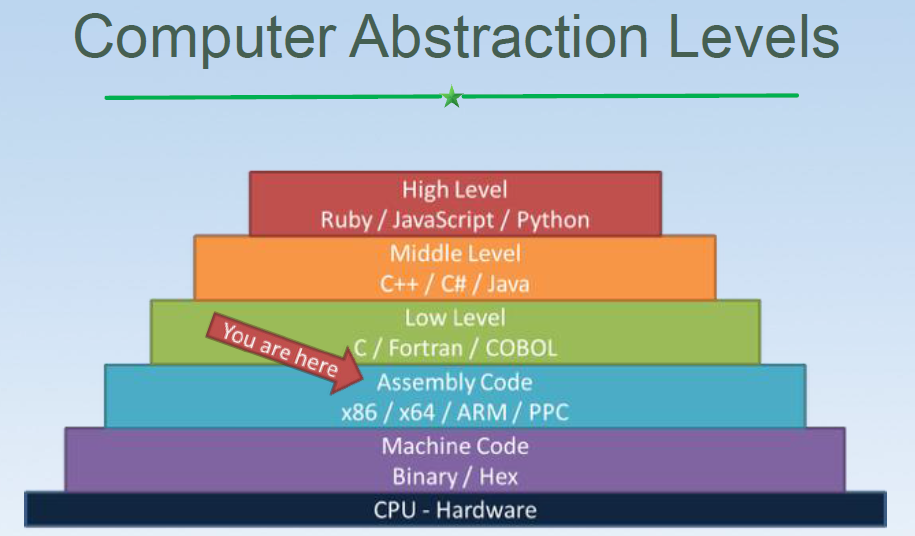 Computer Abstraction Levels
High Level
Ruby / JavaScript / Python
Middle Level
C++ / C# / Java
Low Level
C / Fortran / COBOL
You are here
Assembly Code
x86 / x64 / ARM / PPC
Machine Code
Binary / Hex
CPU - Hardware